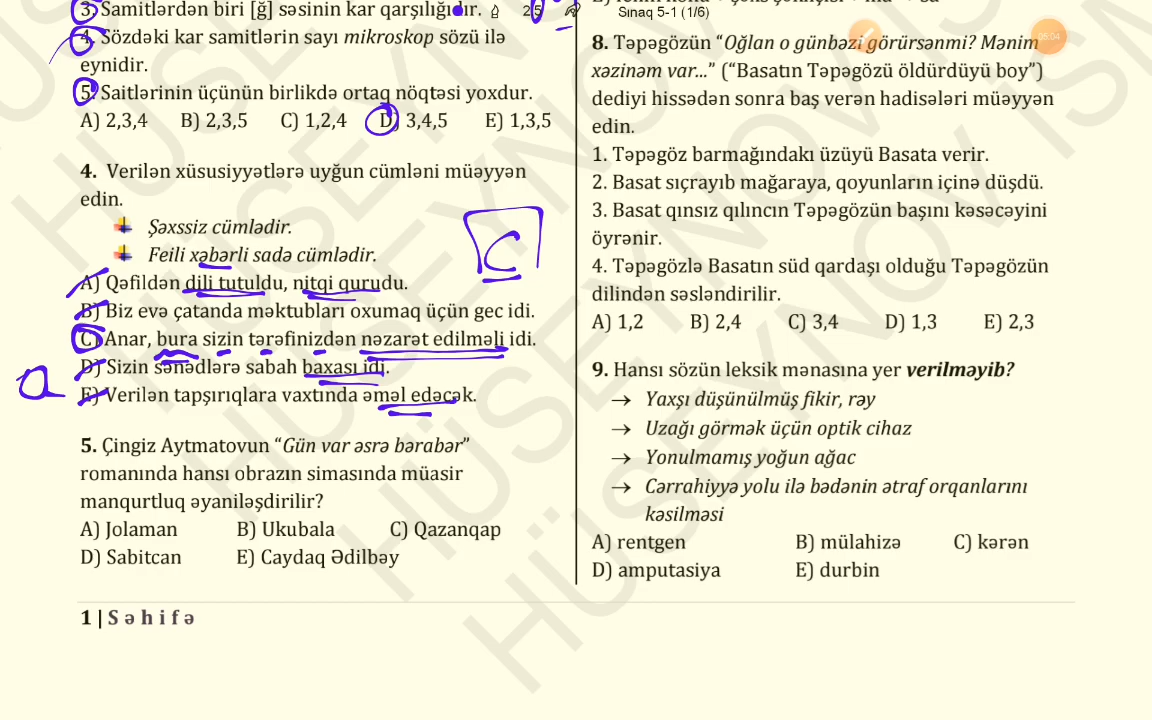 3. Samitlərdən biri [ğ] səsinin kar qarşılığıdır.
4. Sözdəki kar samitlərin sayı mikroskop sözü ilə
eynidir.
5. Saitlərinin üçünün birlikdə ortaq nöqtəsi yoxdur.
A) 2,3,4 B) 2,3,5 C) 1,2,4 D) 3,4,5 E) 1,3,5
4. Verilən xüsusiyyətlərə uyğun cümləni müəyyən
edin.
Şəxssiz cümlədir.
Feili xəbərli sadə cümlədir.
C
A) Qəfildən dili tutuldu, nitqi qurudu.
B) Biz evə çatanda məktubları oxumaq üçün gec idi.
C) Anar, bura sizin tərəfinizdən nəzarət edilməli idi.
D) Sizin sənədlərə sabah baxası idi.
E) Verilən tapşırıqlara vaxtında əməl edəcək.
a
5. Çingiz Aytmatovun “Gün var əsrə bərabər”
romanında hansı obrazın simasında müasir
manqurtluq əyaniləşdirilir?
A) Jolaman B) Ukubala C) Qazanqap
D) Sabitcan E) Caydaq Ədilbəy
1 | Səhifə
Sınaq 5-1 (1/6)
05:04
8. Təpəgözün “Oğlan o günbəzi görürsənmi? Mənim
xəzinəm var...” (“Basatın Təpəgözü öldürdüyü boy”)
dediyi hissədən sonra baş verən hadisələri müəyyən
edin.
1. Təpəgöz barmağındakı üzüyü Basata verir.
2. Basat sıçrayıb mağaraya, qoyunların içinə düşdü.
3. Basat qınsız qılıncın Təpəgözün başını kəsəcəyini
öyrənir.
4. Təpəgözlə Basatın süd qardaşı olduğu Təpəgözün
dilindən səsləndirilir.
A) 1,2 B) 2,4 C) 3,4 D) 1,3 E) 2,3
9. Hansı sözün leksik mənasına yer verilməyib?
→ Yaxşı düşünülmüş fikir, rəy
→ Uzağı görmək üçün optik cihaz
→ Yonulmamış yoğun ağac
→ Cərrahiyyə yolu ilə bədənin ətraf orqanlarını
kəsilməsi
A) rentgen B) mülahizə C) kərən
D) amputasiya E) durbin
HÜSEYNOV
HÜSEYNOV
HÜSEYNOV